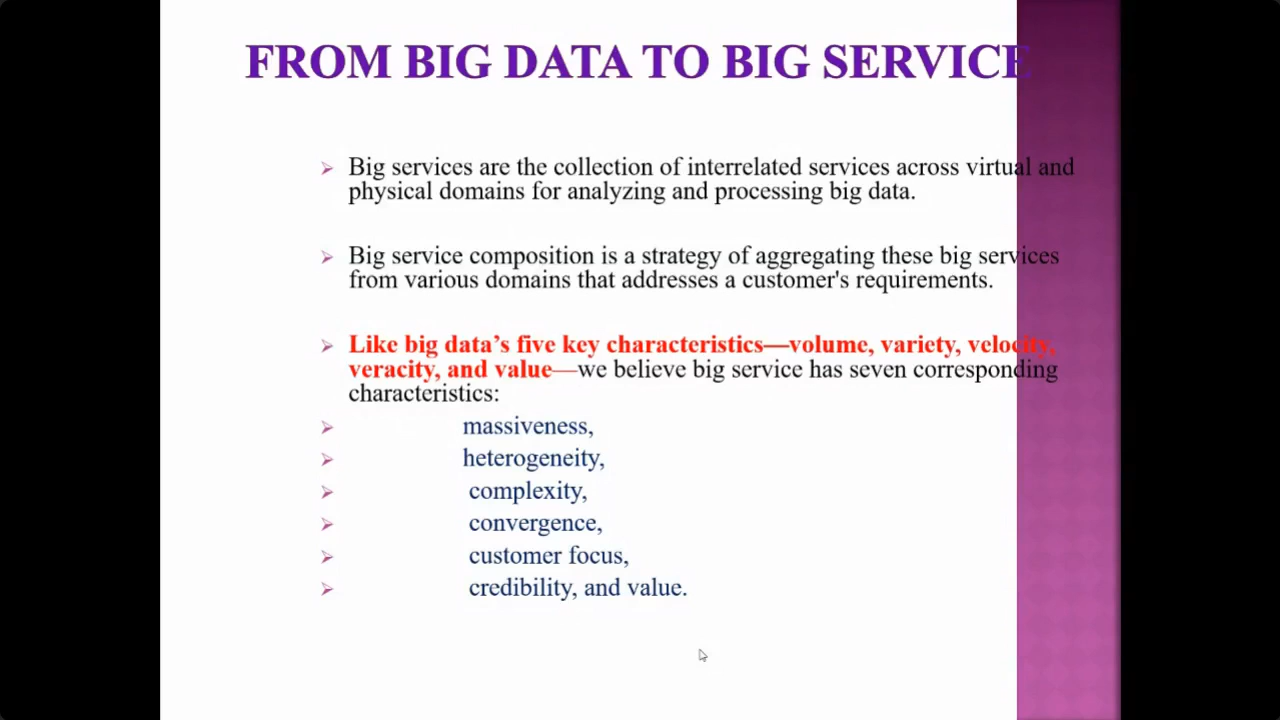 FROM BIG DATA TO BIG SERVICE
Big services are the collection of interrelated services across virtual and
physical domains for analyzing and processing big data.
Big service composition is a strategy of aggregating these big services
from various domains that addresses a customer's requirements.
Like big data’s five key characteristics—volume, variety, velocity,
veracity, and value—we believe big service has seven corresponding
characteristics:
massiveness,
heterogeneity,
complexity,
convergence,
customer focus,
credibility, and value.